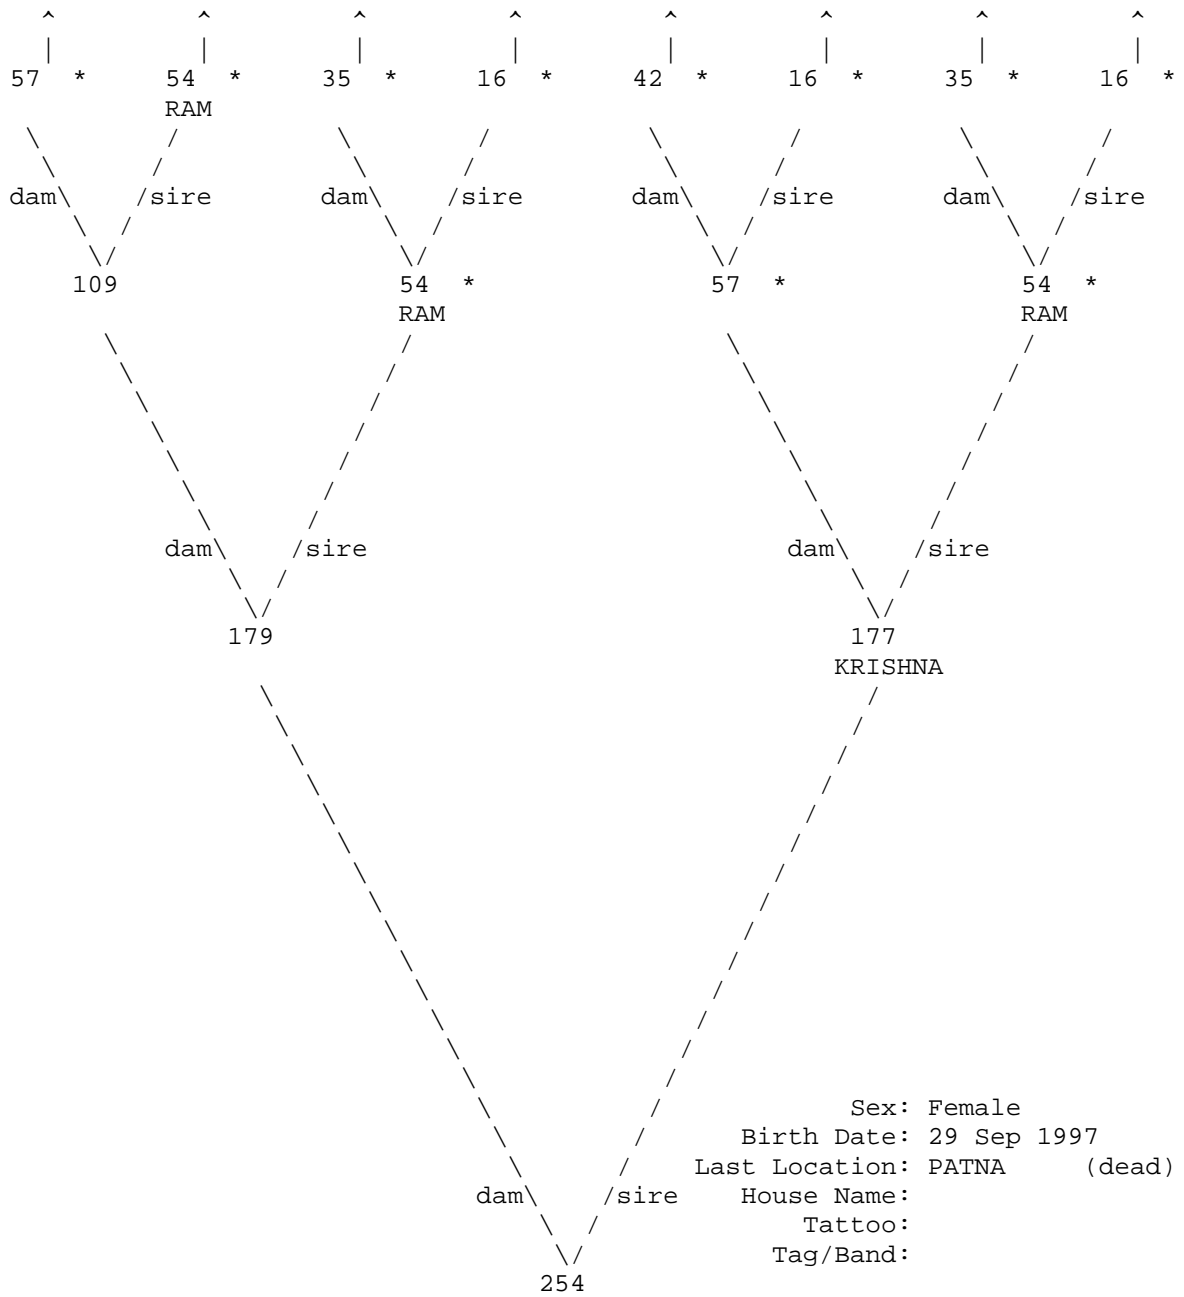 57 * 54 * 35 * 16 * 42 * 16 * 35 * 16 *
RAM
dam sire dam sire dam sire dam sire
109 54 * 57 * 54 *
RAM RAM
dam sire dam sire
179 177
KRISHNA
Sex: Female
Birth Date: 29 Sep 1997
Last Location: PATNA (dead)
dam sire House Name:
Tattoo:
Tag/Band:
254